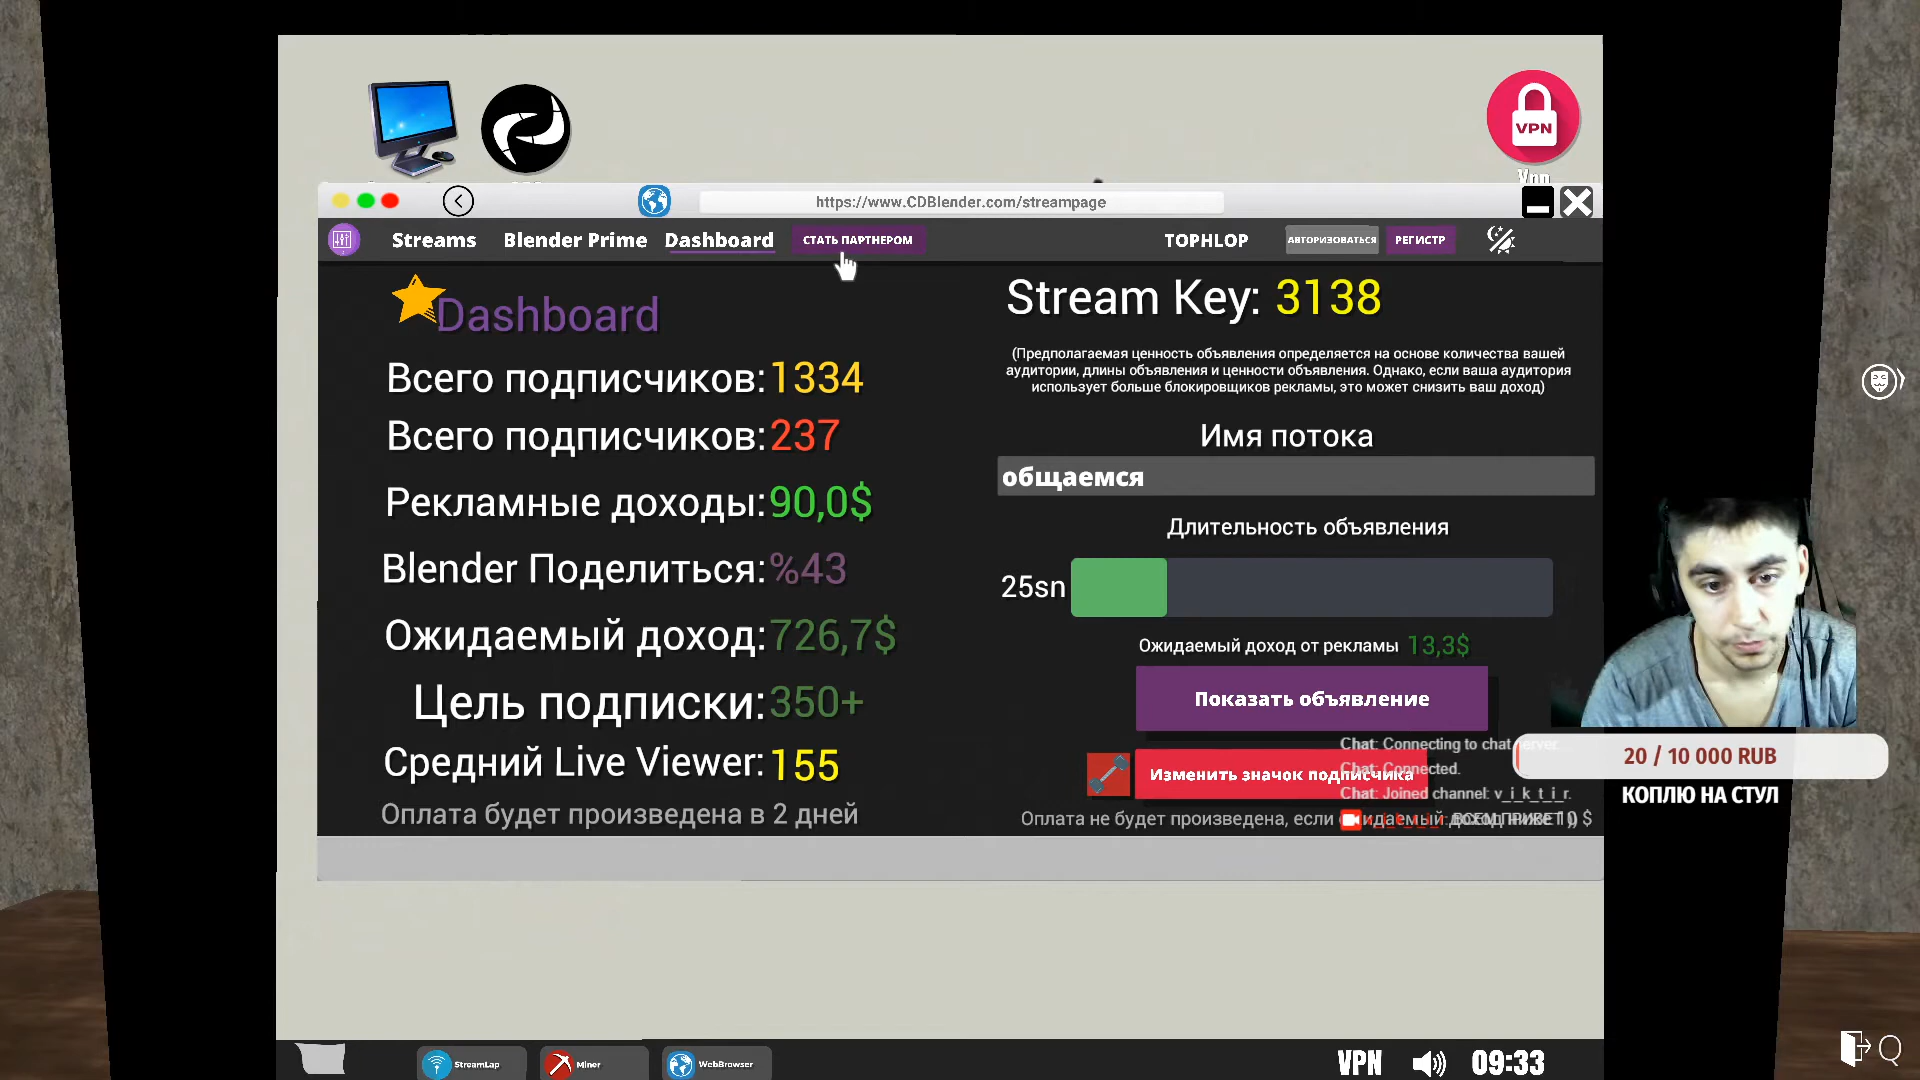 VPN
Vpn
https://www.CDBlender.com/streampage
Streams Blender Prime Dashboard СТАТЬ ПАРТНЕРОМ TOPHLOP АВТОРИЗОВАТЬСЯ РЕГИСТР
Dashboard
Всего подписчиков:1334
Всего подписчиков:237
Рекламные доходы:90,0$
Blender Поделиться:%43
Ожидаемый доход:726,7$
Цель подписки:350+
Средний Live Viewer:155
Оплата будет произведена в 2 дней
Stream Key: 3138
(Предполагаемая ценность объявления определяется на основе количества вашей
аудитории, длины объявления и ценности объявления. Однако, если ваша аудитория
использует больше блокировщиков рекламы, это может снизить ваш доход)
Имя потока
общаемся
Длительность объявления
25sn
Ожидаемый доход от рекламы 13,3$
Показать объявление
Изменить значок подписчика
Оплата не будет произведена, если
Chat: Connecting to chat server.
Chat: Connected.
Chat: Joined channel: v_i_k_t_i_r.
20 / 10 000 RUB
КОПЛЮ НА СТУЛ
StreamLap Miner WebBrowser VPN 09:33
Q